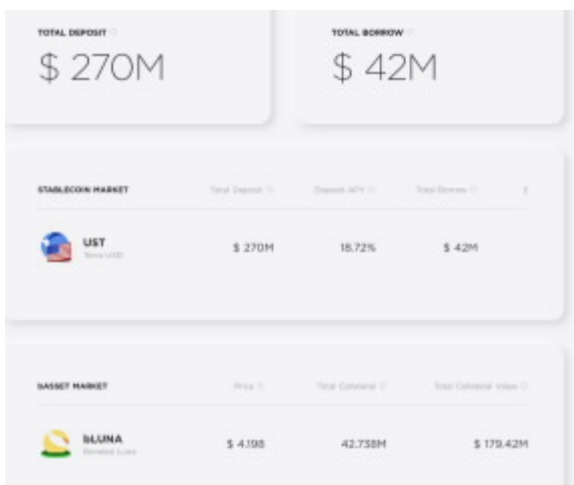 TOTAL DEPOSIT TOTAL BORROW
$ 270M $ 42M
STABLECOIN MARKET Total Deposit Deposit APY Total Borrow
UST $ 270M 18.72% $ 42M
Terra USD
bASSET MARKET Price Total Collateral Total Collateral Value
bLUNA $ 4.198 42.738M $ 179.42M
Bonded Luna